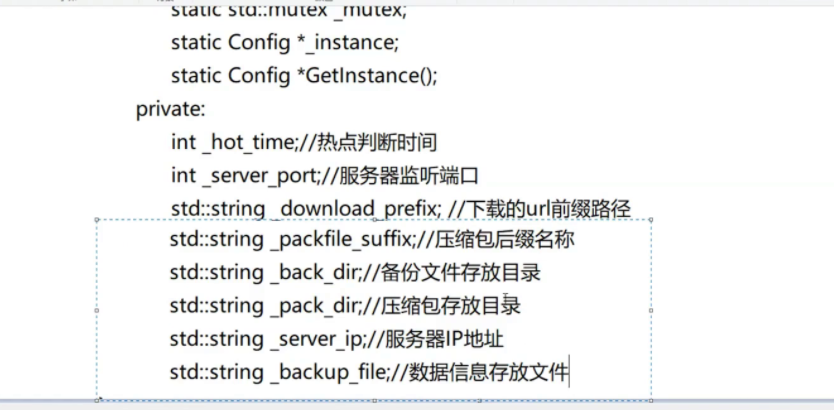 static std::mutex _mutex;
static Config *_instance;
static Config *GetInstance();
private:
int _hot_time;//热点判断时间
int _server_port;//服务器监听端口
std::string _download_prefix; //下载的url前缀路径
std::string _packfile_suffix;//压缩包后缀名称
std::string _back_dir;//备份文件存放目录
std::string _pack_dir;//压缩包存放目录
std::string _server_ip;//服务器IP地址
std::string _backup_file;//数据信息存放文件